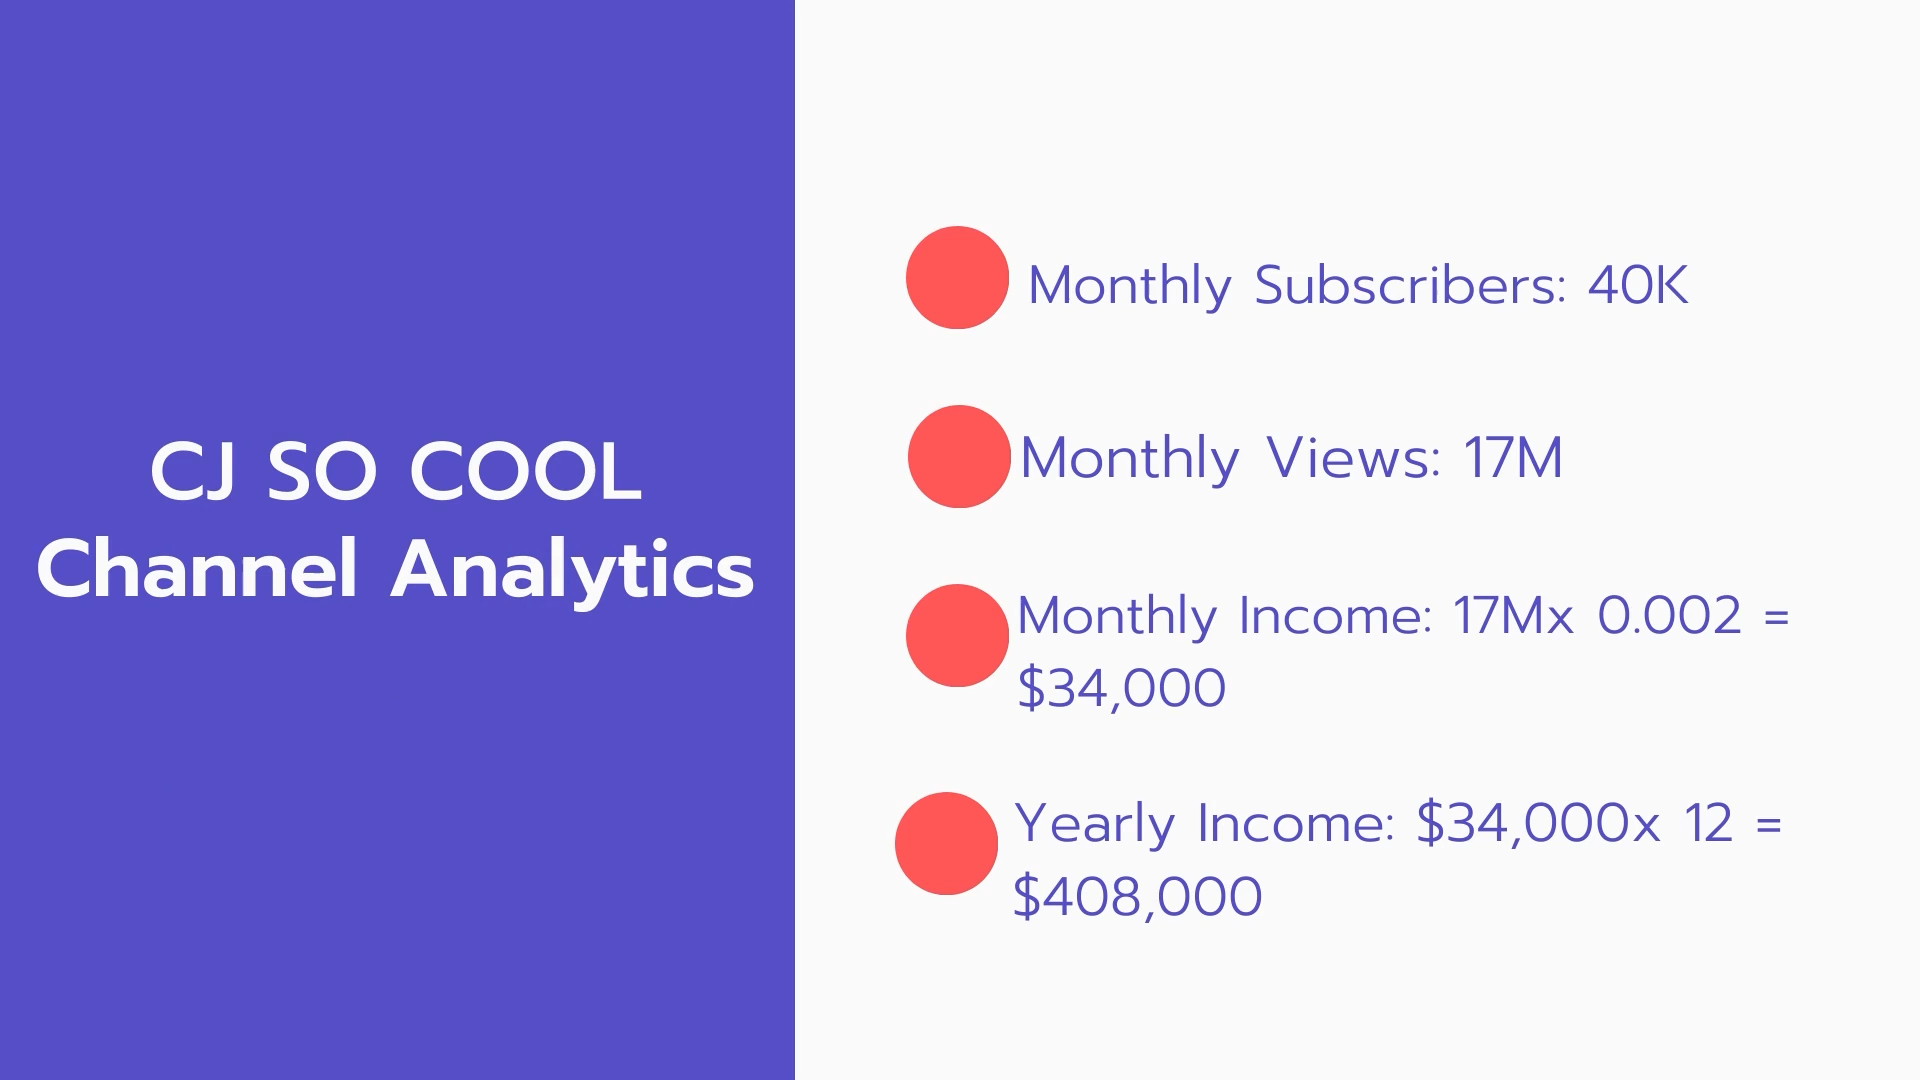 CJ SO COOL
Channel Analytics
Monthly Subscribers: 40K
Monthly Views: 17M
Monthly Income: 17Mx 0.002 =
$34,000
Yearly Income: $34,000x 12 =
$408,000